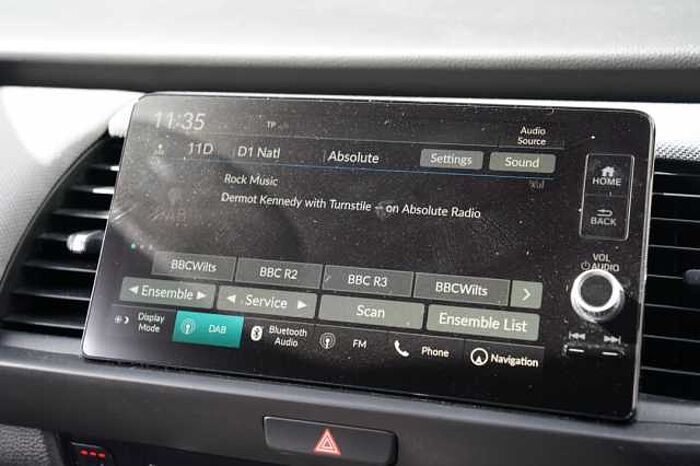 11:35
TP
Audio
Source
11D D1 Natl Absolute Settings Sound
HOME
Rock Music
Dermot Kennedy with Turnstile – on Absolute Radio
BACK
VOL
AUDIO
BBCWilts BBC R2 BBC R3 BBCWilts
Ensemble Service Scan Ensemble List
Display
Mode
DAB
Bluetooth
Audio
FM
Phone
Navigation